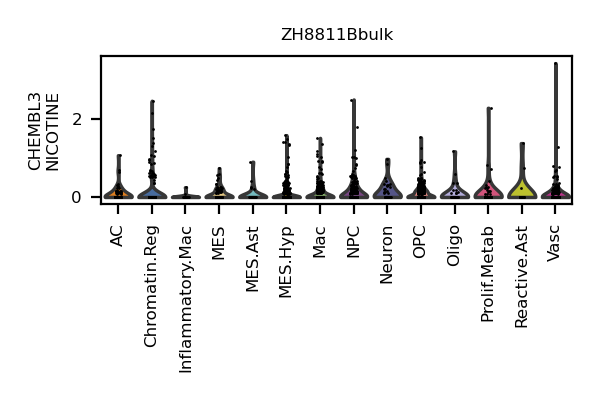 ZH8811Bbulk
CHEMBL3
NICOTINE
2
0
AC
Chromatin.Reg
Inflammatory.Mac
MES
MES.Ast
MES.Hyp
Mac
NPC
Neuron
OPC
Oligo
Prolif.Metab
Reactive.Ast
Vasc